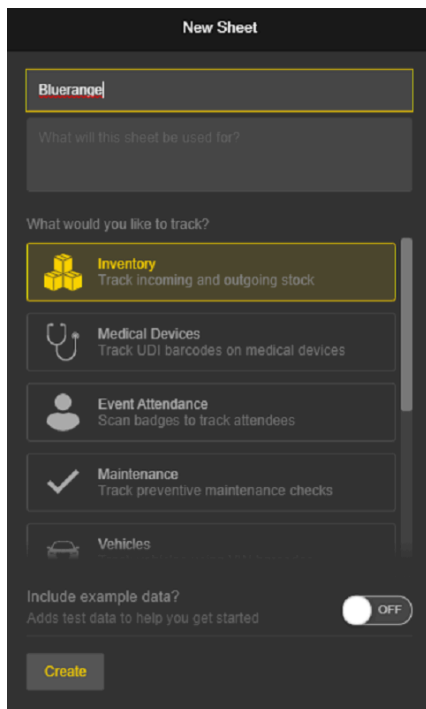 New Sheet
Bluerange
What will this sheet be used for?
What would you like to track?
Inventory
Track incoming and outgoing stock
Medical Devices
Track UDI barcodes on medical devices
Event Attendance
Scan badges to track attendees
Maintenance
Track preventive maintenance checks
Vehicles
Include example data?
Adds test data to help you get started
OFF
Create